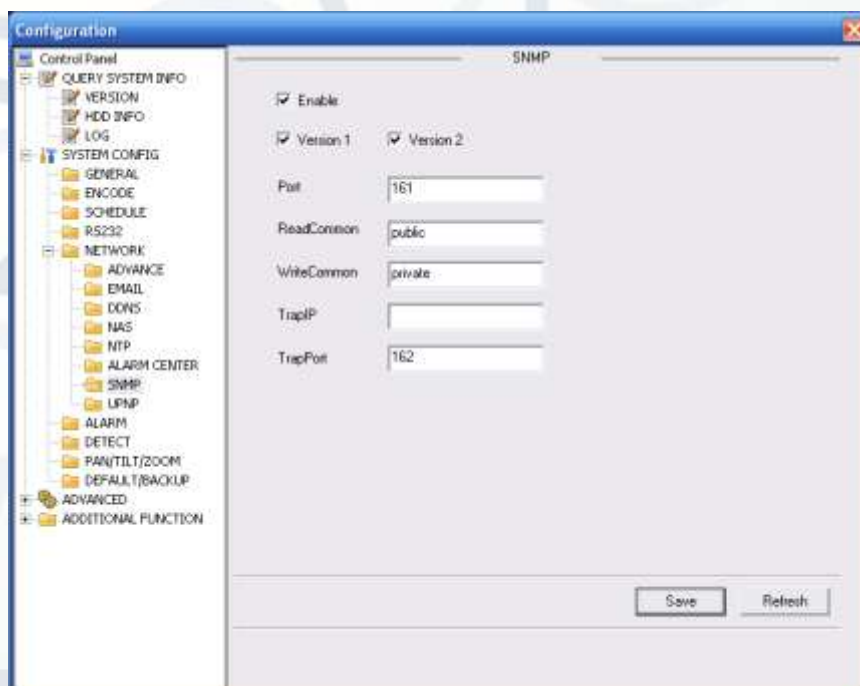 Configuration
Control Panel
QUERY SYSTEM INFO
VERSION
HDD INFO
LOG
SYSTEM CONFIG
GENERAL
ENCODE
SCHEDULE
RS232
NETWORK
ADVANCE
EMAIL
DDNS
NAS
NTP
ALARM CENTER
SNMP
UPNP
ALARM
DETECT
PAN/TILT/ZOOM
DEFAULT/BACKUP
ADVANCED
ADDITIONAL FUNCTION
SNMP
Enable
Version 1 Version 2
Port 161
ReadCommon public
WriteCommon private
TrapIP
TrapPort 162
Save Refresh